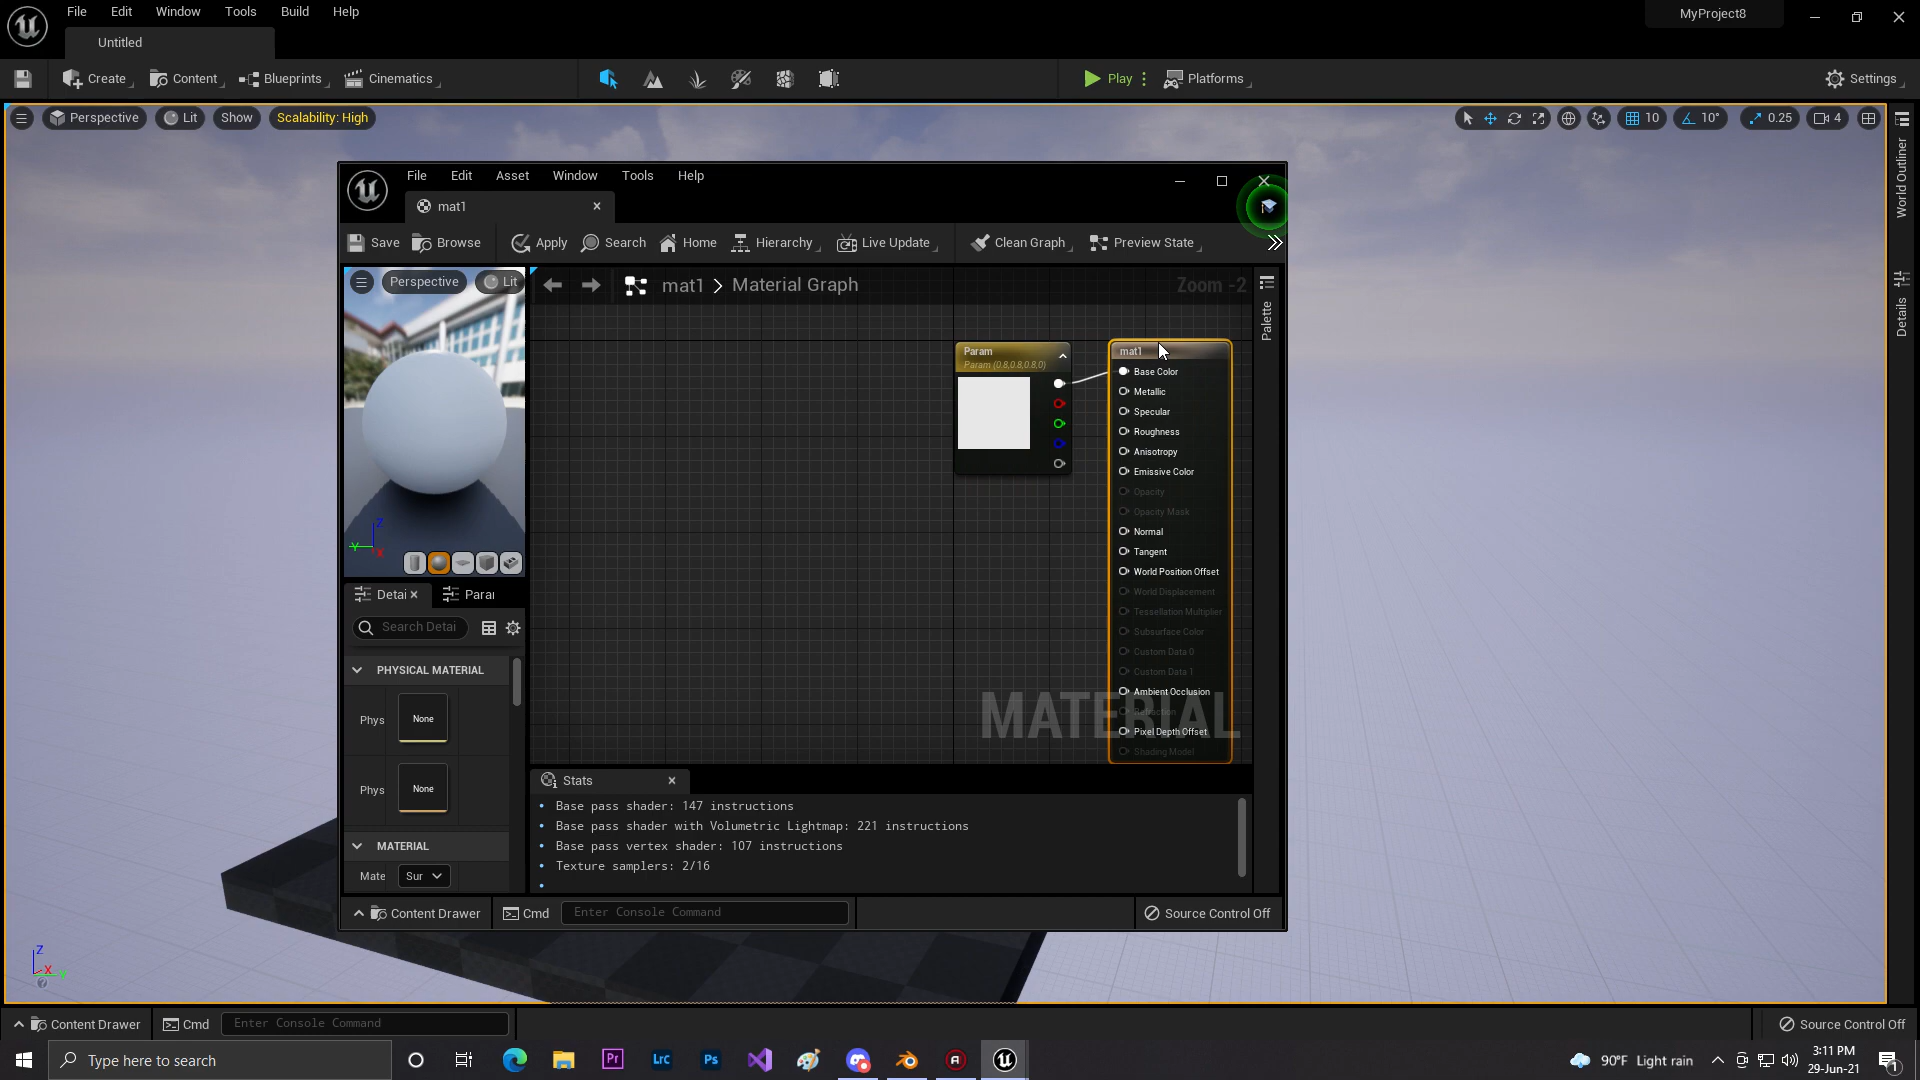 File Edit Window Tools Build Help
MyProject8
Untitled
Create Content Blueprints Cinematics Play Platforms Settings
Perspective Lit Show Scalability: High 10 10° 0.25 4
World Outliner
Details
File Edit Asset Window Tools Help
mat1
Save Browse Apply Search Home Hierarchy Live Update Clean Graph Preview State
Perspective Lit
mat1 > Material Graph
Zoom -2
Palette
Param
Param (0.8,0.8,0.8,0)
mat1
Base Color
Metallic
Specular
Roughness
Anisotropy
Emissive Color
Opacity
Opacity Mask
Normal
Tangent
World Position Offset
World Displacement
Tessellation Multiplier
Subsurface Color
Custom Data 0
Custom Data 1
Ambient Occlusion
Refraction
Pixel Depth Offset
Shading Model
MATERIAL
Z
Y
X
Detai Parar
Search Detai
PHYSICAL MATERIAL
Phys None
Phys None
MATERIAL
Mate Sur
Stats
Base pass shader: 147 instructions
Base pass shader with Volumetric Lightmap: 221 instructions
Base pass vertex shader: 107 instructions
Texture samplers: 2/16
Content Drawer Cmd Enter Console Command Source Control Off
Z
X
Y
Content Drawer Cmd Enter Console Command Source Control Off
Type here to search
Pr
Lrc
Ps
90°F Light rain
3:11 PM
29-Jun-21
1